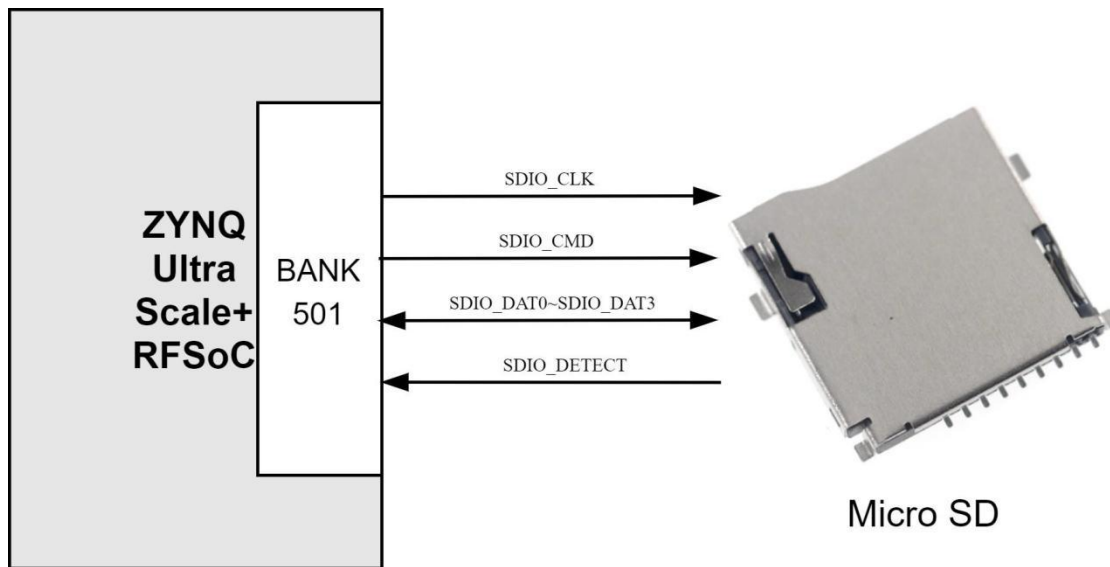 ZYNQ
Ultra
Scale+
RFSoC
BANK
501
SDIO_CLK
SDIO_CMD
SDIO_DAT0~SDIO_DAT3
SDIO_DETECT
Micro SD